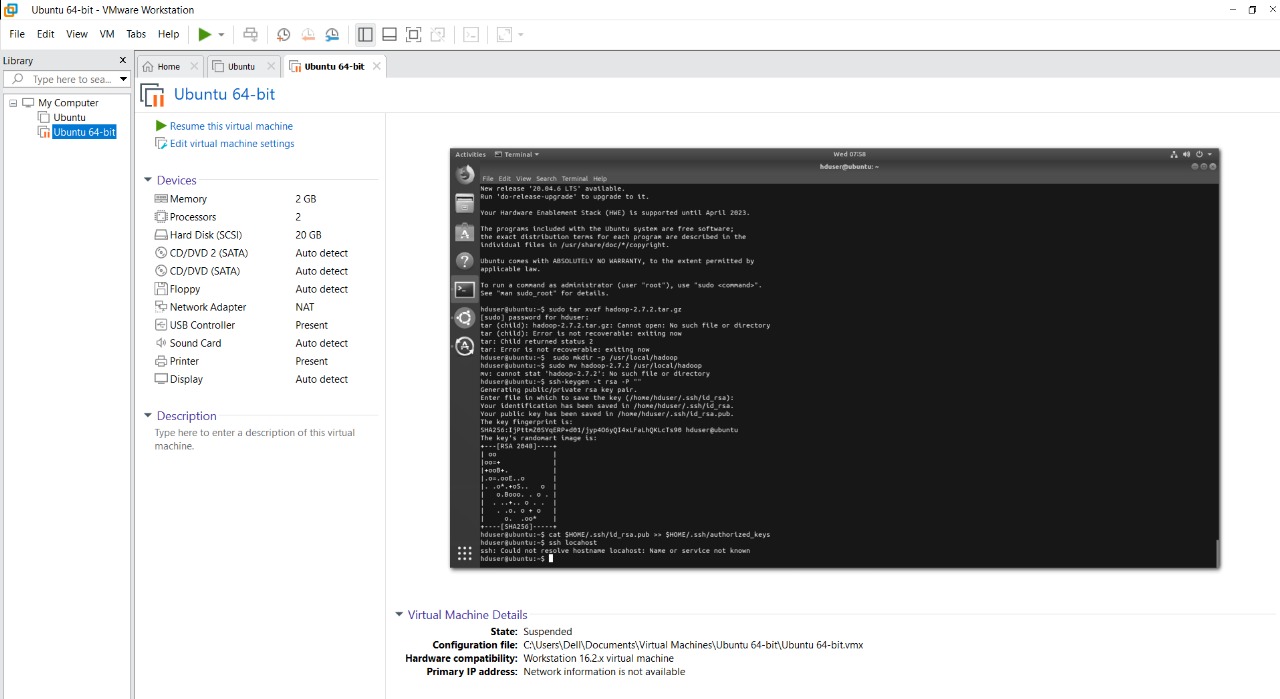 Ubuntu 64-bit - VMware Workstation
File Edit View VM Tabs Help
Library
Type here to sea...
My Computer
Ubuntu
Ubuntu 64-bit
Home
Ubuntu
Ubuntu 64-bit
Ubuntu 64-bit
Resume this virtual machine
Edit virtual machine settings
Devices
Memory 2 GB
Processors 2
Hard Disk (SCSI) 20 GB
CD/DVD 2 (SATA) Auto detect
CD/DVD (SATA) Auto detect
Floppy Auto detect
Network Adapter NAT
USB Controller Present
Sound Card Auto detect
Printer Present
Display Auto detect
Description
Type here to enter a description of this virtual
machine.
Activities Terminal Wed 07:58
hduser@ubuntu: ~
File Edit View Search Terminal Help
New release '20.04.6 LTS' available.
Run 'do-release-upgrade' to upgrade to it.
Your Hardware Enablement Stack (HWE) is supported until April 2023.
The programs included with the Ubuntu system are free software;
the exact distribution terms for each program are described in the
individual files in /usr/share/doc/*/copyright.
Ubuntu comes with ABSOLUTELY NO WARRANTY, to the extent permitted by
applicable law.
To run a command as administrator (user "root"), use "sudo <command>".
See "man sudo_root" for details.
hduser@ubuntu:~$ sudo tar xvzf hadoop-2.7.2.tar.gz
[sudo] password for hduser:
tar (child): hadoop-2.7.2.tar.gz: Cannot open: No such file or directory
tar (child): Error is not recoverable: exiting now
tar: Child returned status 2
tar: Error is not recoverable: exiting now
hduser@ubuntu:~$ sudo mkdir -p /usr/local/hadoop
hduser@ubuntu:~$ sudo mv hadoop-2.7.2 /usr/local/hadoop
mv: cannot stat 'hadoop-2.7.2': No such file or directory
hduser@ubuntu:~$ ssh-keygen -t rsa -P ""
Generating public/private rsa key pair.
Enter file in which to save the key (/home/hduser/.ssh/id_rsa):
Your identification has been saved in /home/hduser/.ssh/id_rsa.
Your public key has been saved in /home/hduser/.ssh/id_rsa.pub.
The key fingerprint is:
hduser@ubuntu
The key's randomart image is:
+---[RSA 2048]----+
| oo |
|oo=+ |
|+ooB+. |
|.o=.ooE..o |
|. .o*.+oS.. o |
| o.Booo. . o . |
| . ..+.. o . . |
| . .o. o + o |
| o. .oo* |
+----[SHA256]-----+
hduser@ubuntu:~$ cat $HOME/.ssh/id_rsa.pub >> $HOME/.ssh/authorized_keys
hduser@ubuntu:~$ ssh locahost
ssh: Could not resolve hostname locahost: Name or service not known
hduser@ubuntu:~$
Virtual Machine Details
State: Suspended
Configuration file: C:\Users\Dell\Documents\Virtual Machines\Ubuntu 64-bit\Ubuntu 64-bit.vmx
Hardware compatibility: Workstation 16.2.x virtual machine
Primary IP address: Network information is not available